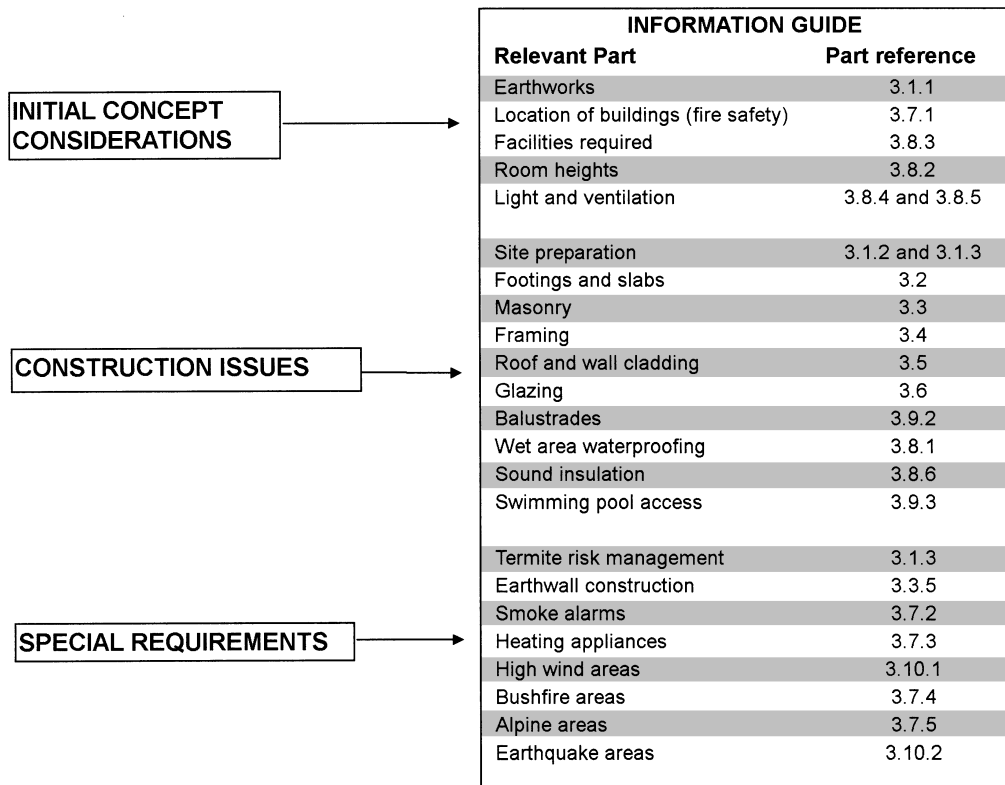 INFORMATION GUIDE
Relevant Part Part reference
INITIAL CONCEPT
CONSIDERATIONS
Earthworks 3.1.1
Location of buildings (fire safety) 3.7.1
Facilities required 3.8.3
Room heights 3.8.2
Light and ventilation 3.8.4 and 3.8.5
CONSTRUCTION ISSUES
Site preparation 3.1.2 and 3.1.3
Footings and slabs 3.2
Masonry 3.3
Framing 3.4
Roof and wall cladding 3.5
Glazing 3.6
Balustrades 3.9.2
Wet area waterproofing 3.8.1
Sound insulation 3.8.6
Swimming pool access 3.9.3
SPECIAL REQUIREMENTS
Termite risk management 3.1.3
Earthwall construction 3.3.5
Smoke alarms 3.7.2
Heating appliances 3.7.3
High wind areas 3.10.1
Bushfire areas 3.7.4
Alpine areas 3.7.5
Earthquake areas 3.10.2